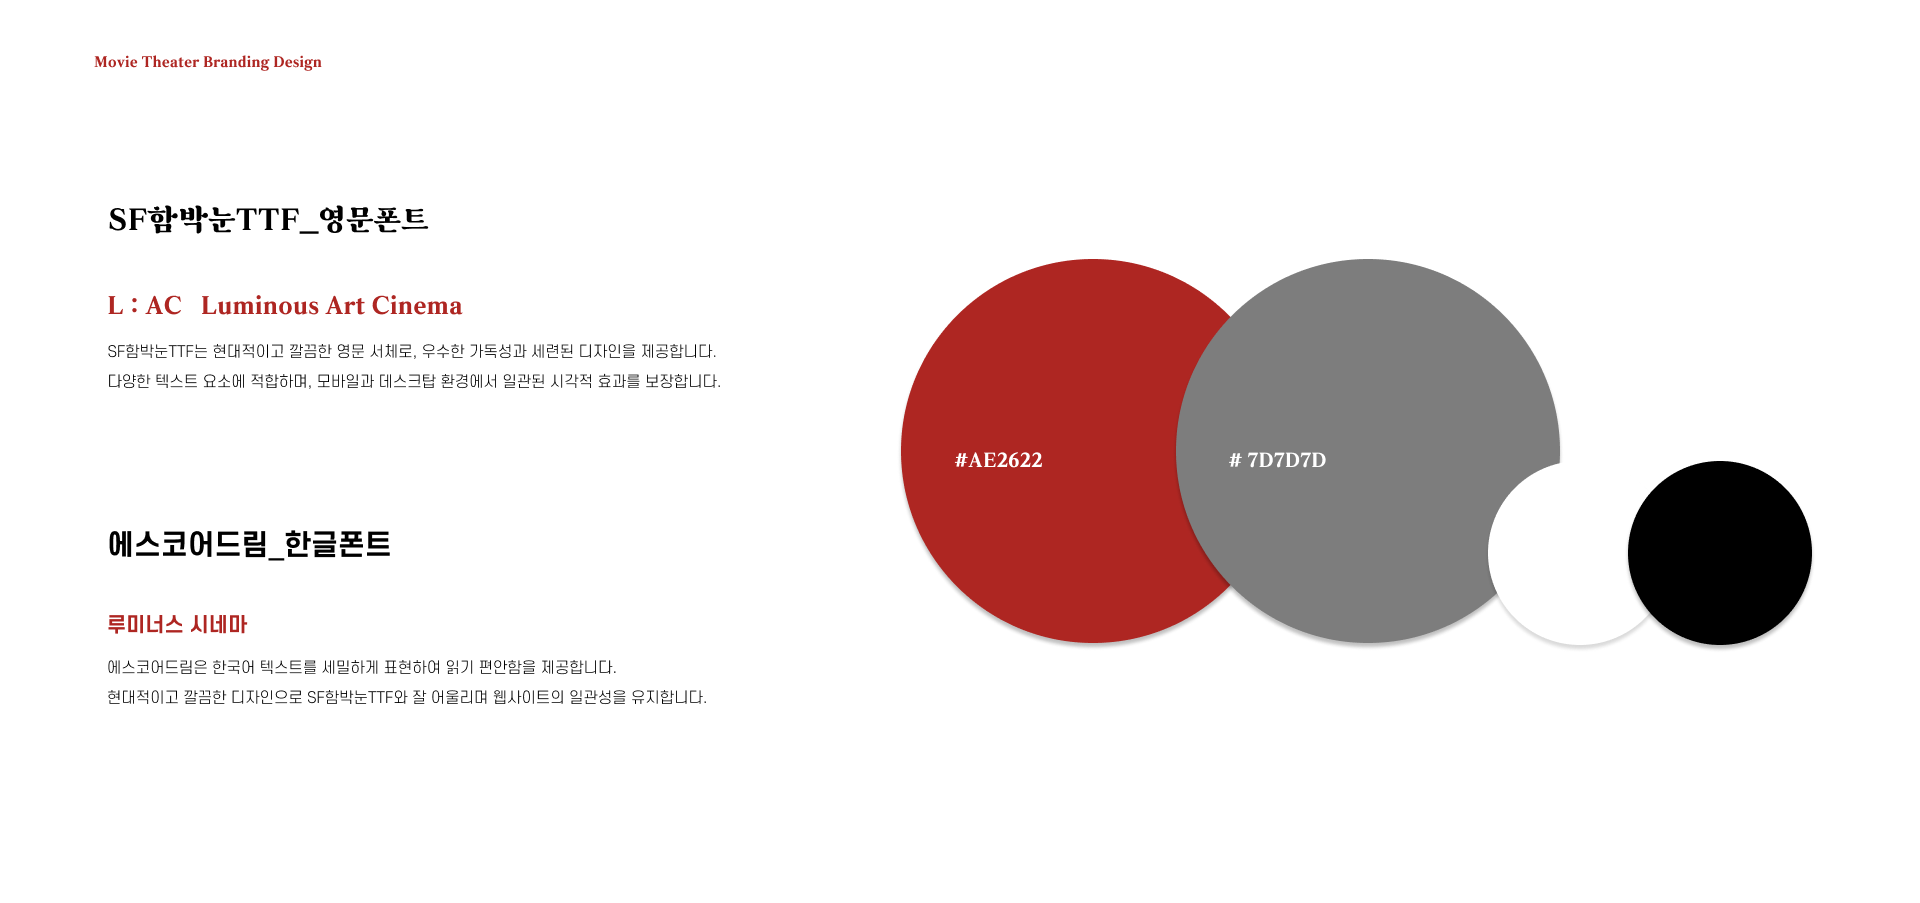 Movie Theater Branding Design
SF함박눈TTF_영문폰트
L : AC   Luminous Art Cinema
SF함박눈TTF는 현대적이고 깔끔한 영문 서체로, 우수한 가독성과 세련된 디자인을 제공합니다.
다양한 텍스트 요소에 적합하며, 모바일과 데스크탑 환경에서 일관된 시각적 효과를 보장합니다.
에스코어드림_한글폰트
루미너스 시네마
에스코어드림은 한국어 텍스트를 세밀하게 표현하여 읽기 편안함을 제공합니다.
현대적이고 깔끔한 디자인으로 SF함박눈TTF와 잘 어울리며 웹사이트의 일관성을 유지합니다.
#AE2622
# 7D7D7D